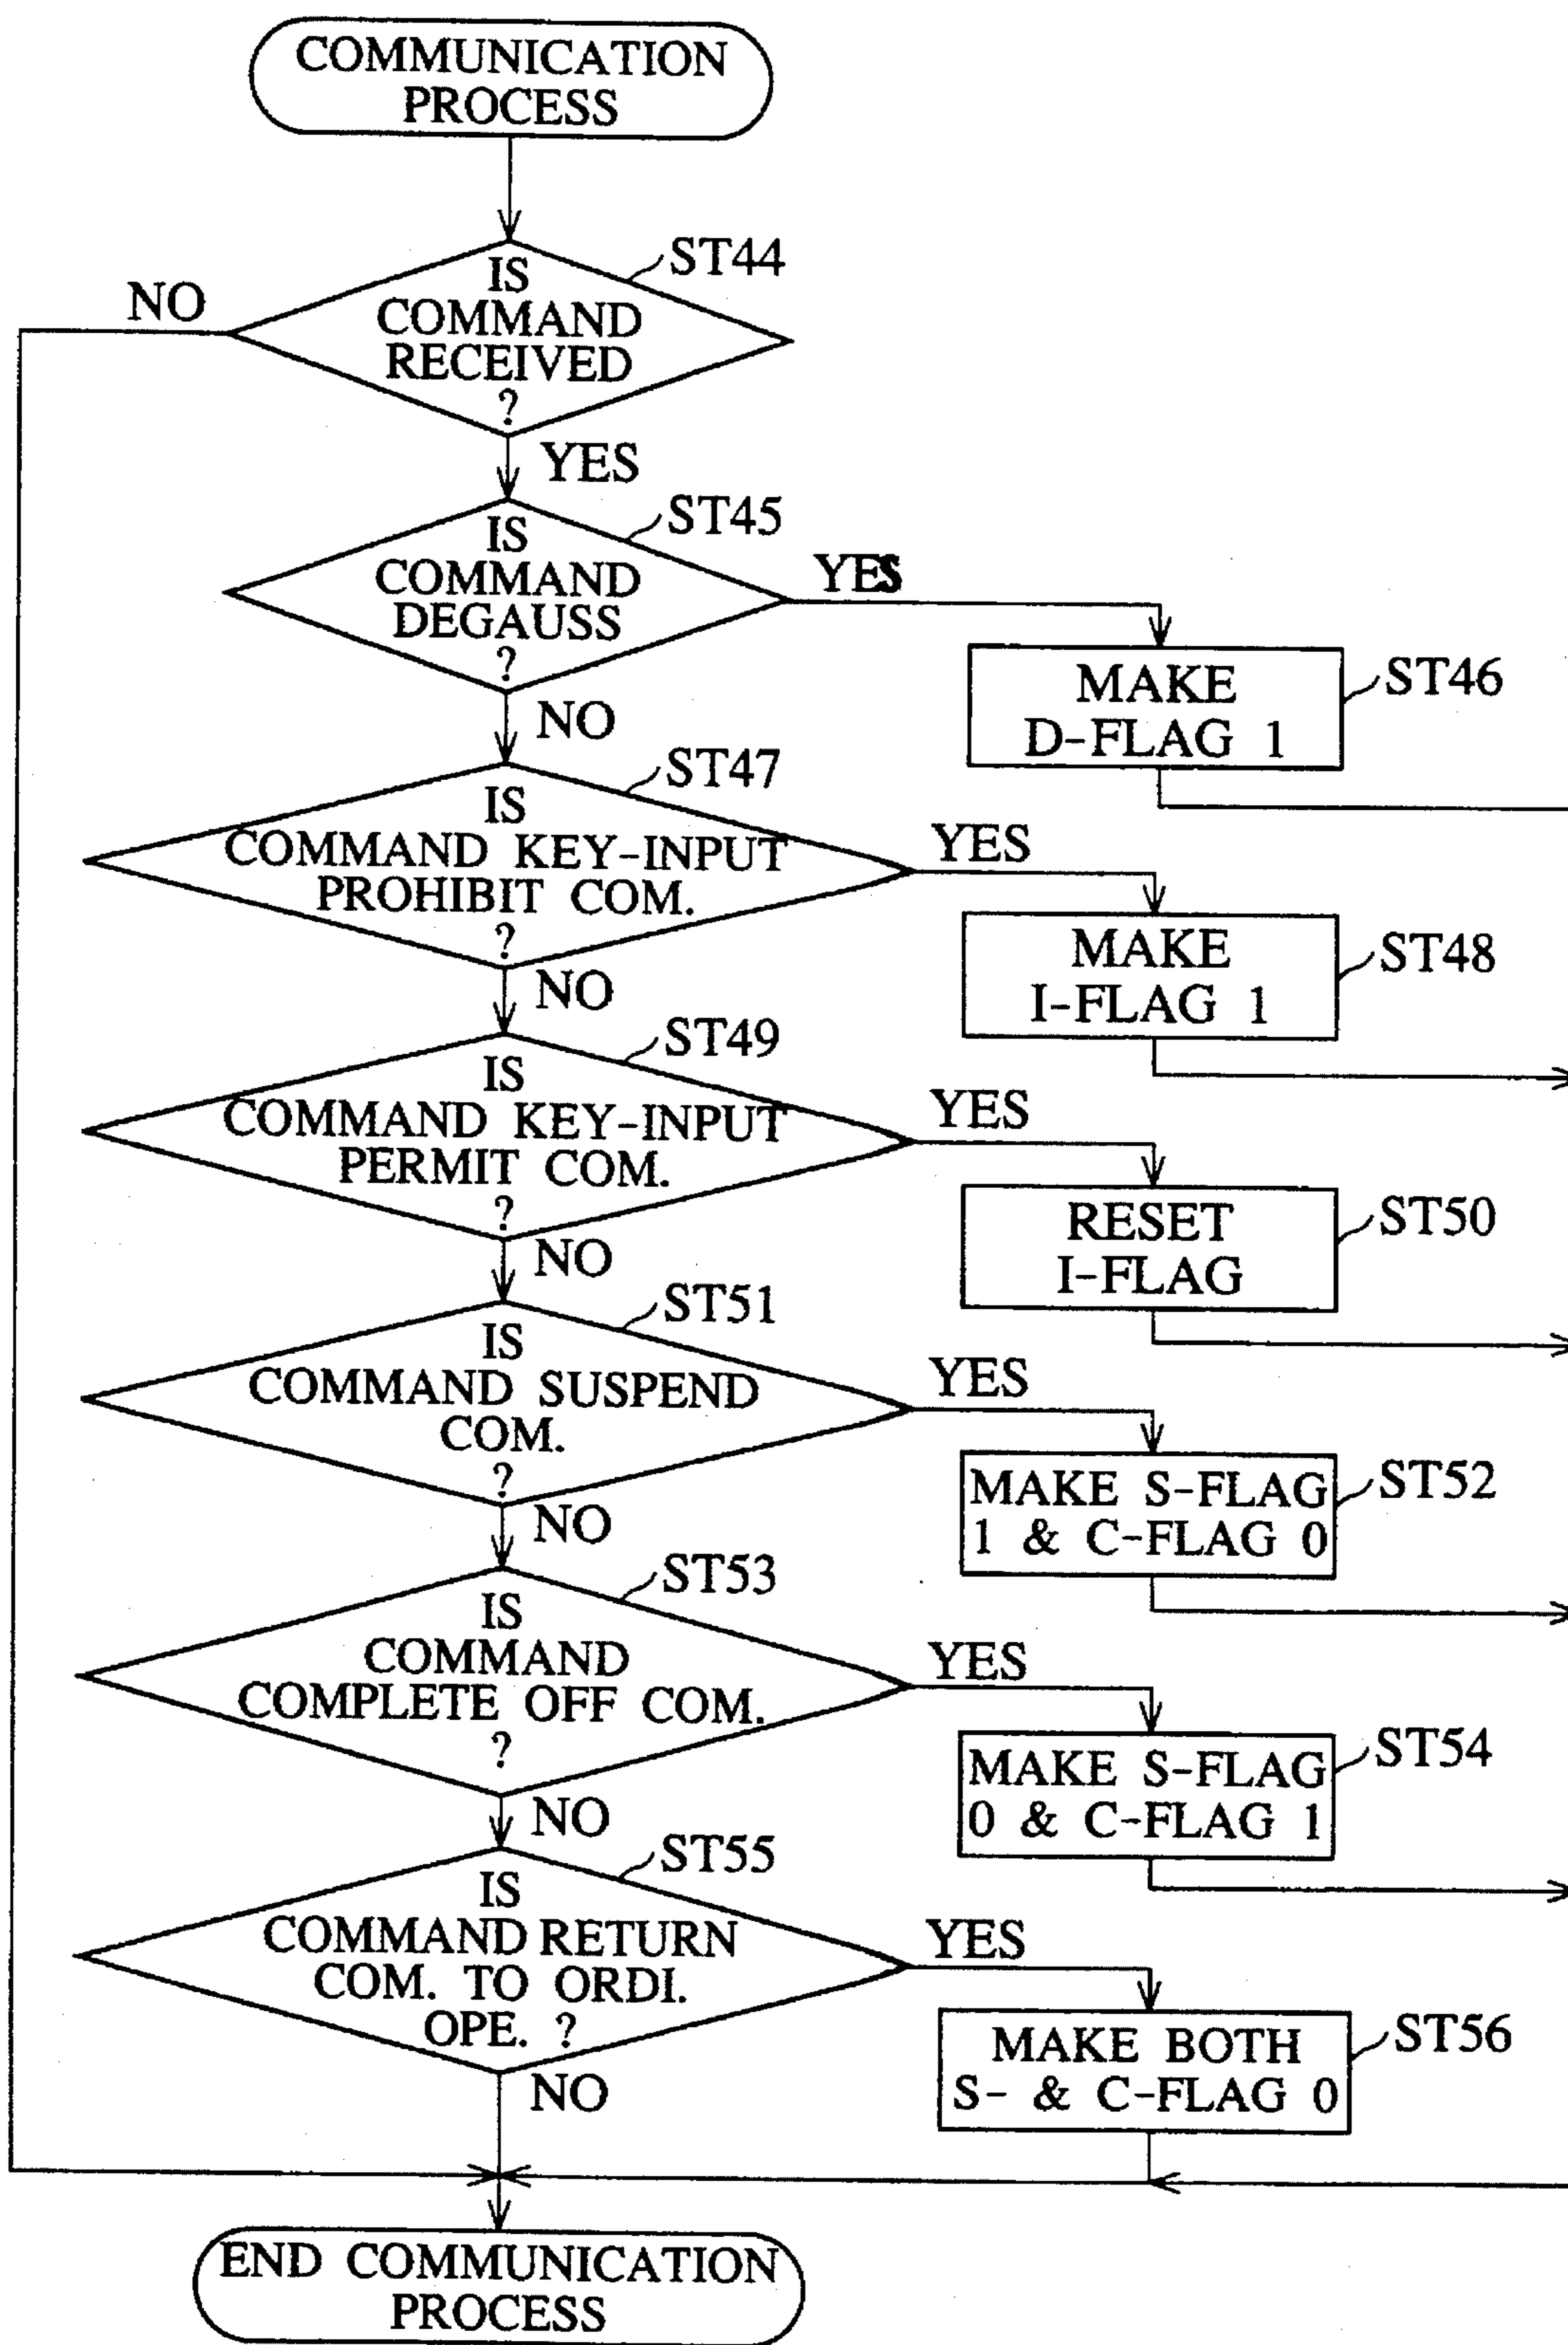 COMMUNICATION
PROCESS
ST44
IS
COMMAND
RECEIVED
?
NO
YES
ST45
IS
COMMAND
DEGAUSS
?
YES
ST46
MAKE
D-FLAG 1
NO
ST47
IS
COMMAND KEY-INPUT
PROHIBIT COM.
?
YES
ST48
MAKE
I-FLAG 1
NO
ST49
IS
COMMAND KEY-INPUT
PERMIT COM.
?
YES
ST50
RESET
I-FLAG
NO
ST51
IS
COMMAND SUSPEND
COM.
?
YES
ST52
MAKE S-FLAG
1 & C-FLAG 0
NO
ST53
IS
COMMAND
COMPLETE OFF COM.
?
YES
ST54
MAKE S-FLAG
0 & C-FLAG 1
NO
ST55
IS
COMMAND RETURN
COM. TO ORDI.
OPE. ?
YES
ST56
MAKE BOTH
S- & C-FLAG 0
NO
END COMMUNICATION
PROCESS